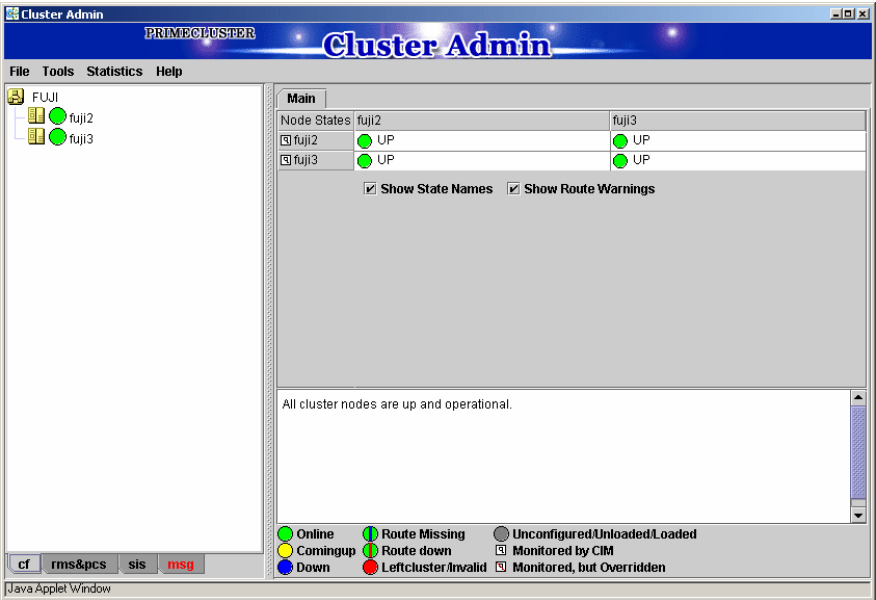 Cluster Admin
PRIMECLUSTER
Cluster Admin
File Tools Statistics Help
FUJI
fuji2
fuji3
Main
Node States fuji2 fuji3
fuji2 UP UP
fuji3 UP UP
Show State Names Show Route Warnings
All cluster nodes are up and operational.
Online Route Missing Unconfigured/Unloaded/Loaded
Comingup Route down Monitored by CIM
Down Leftcluster/Invalid Monitored, but Overridden
cf rms&pcs sis msg
Java Applet Window